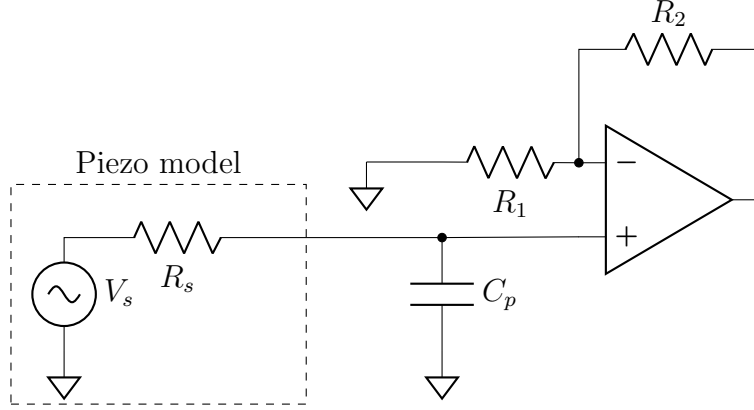 R₂
Piezo model
R₁
−
+
Vₛ
Rₛ
Cₚ